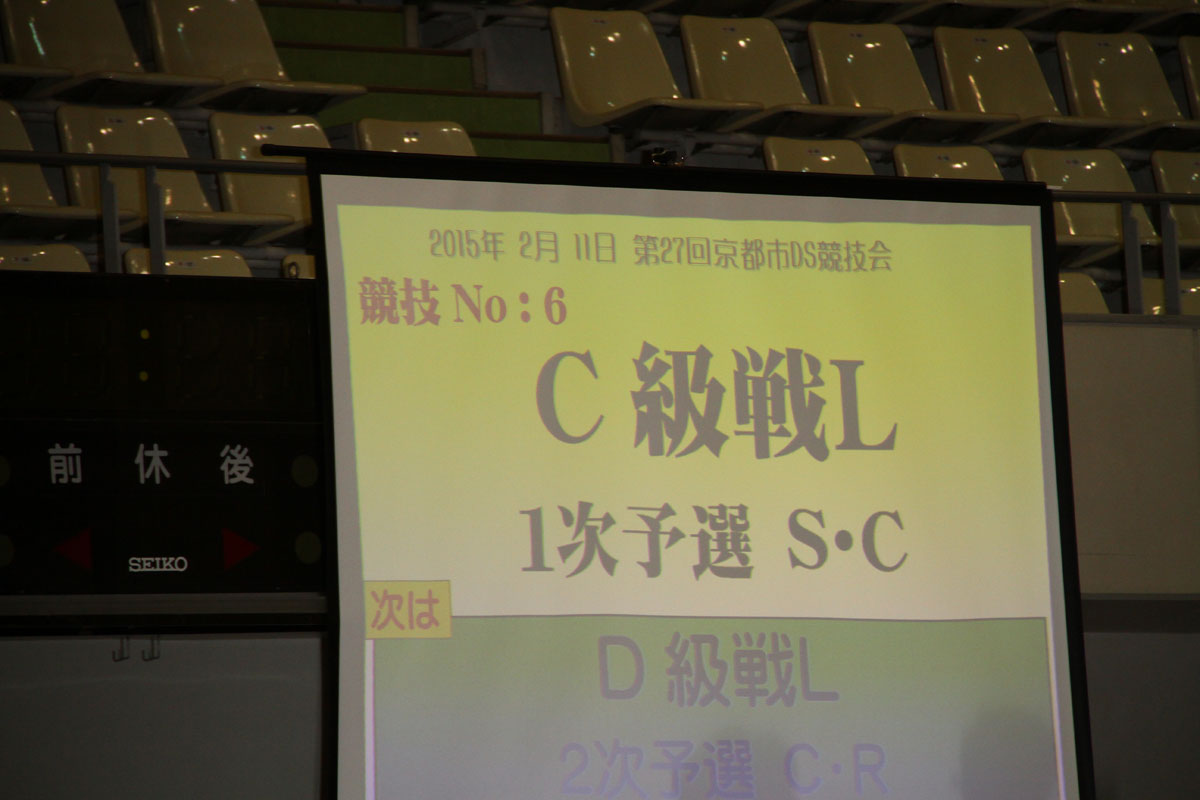 2015年 2月 11日 第27回京都市DS競技会
競技 No：6
C 級戦L
1次予選 S・C
次は
D 級戦L
2次予選 C・R
前 休 後
SEIKO